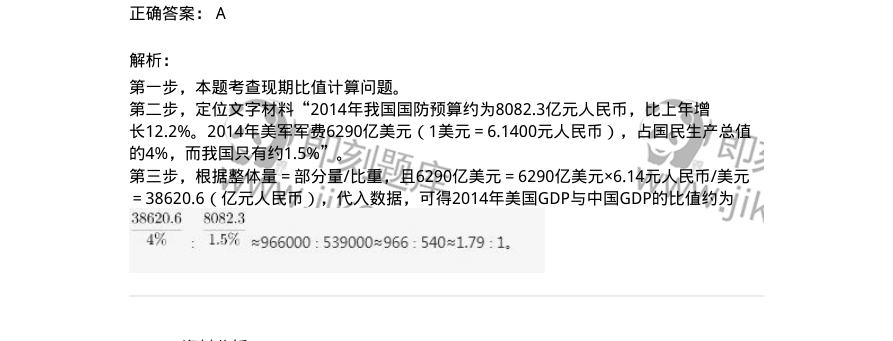 正确答案： A
解析：
第一步，本题考查现期比值计算问题。
第二步，定位文字材料“2014年我国国防预算约为8082.3亿元人民币，比上年增
长12.2%。2014年美军军费6290亿美元（1美元＝6.1400元人民币），占国民生产总值
的4%，而我国只有约1.5%”。
第三步，根据整体量＝部分量/比重，且6290亿美元＝6290亿美元×6.14元人民币/美元
＝38620.6（亿元人民币），代入数据，可得2014年美国GDP与中国GDP的比值约为
38620.6/4% : 8082.3/1.5% ≈966000 : 539000≈966 : 540≈1.79 : 1。
即刻题库
即刻
www.jik